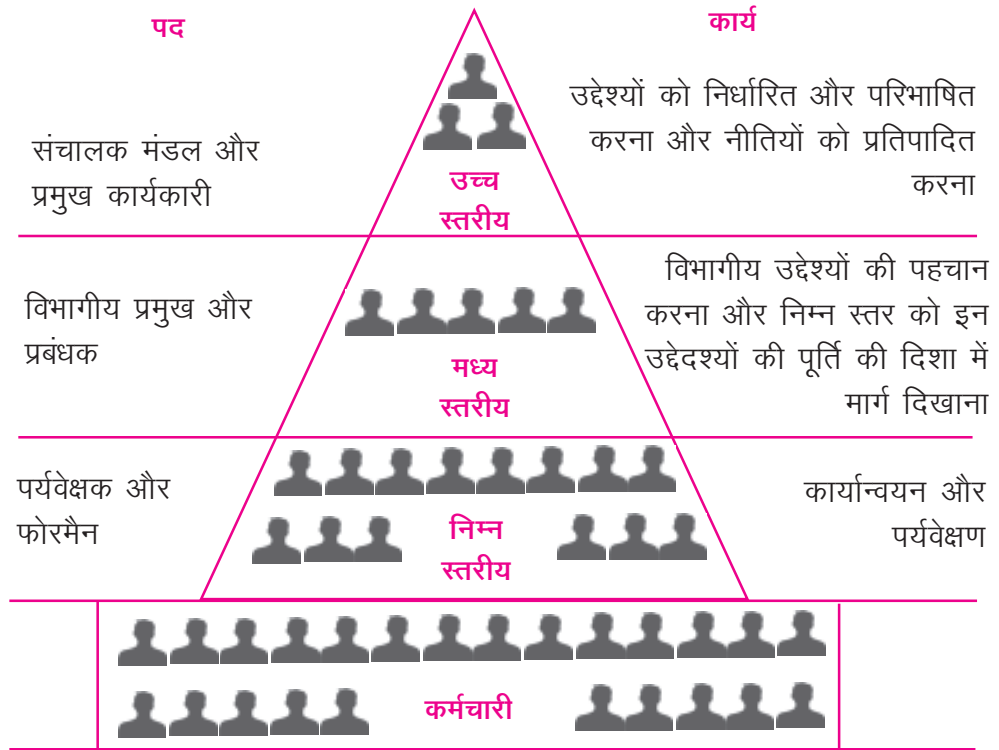 पद
कार्य
संचालक मंडल और
प्रमुख कार्यकारी
उच्च
स्तरीय
उद्देश्यों को निर्धारित और परिभाषित
करना और नीतियों को प्रतिपादित
करना
विभागीय प्रमुख और
प्रबंधक
मध्य
स्तरीय
विभागीय उद्देश्यों की पहचान
करना और निम्न स्तर को इन
उद्देदश्यों की पूर्ति की दिशा में
मार्ग दिखाना
पर्यवेक्षक और
फोरमैन
निम्न
स्तरीय
कार्यान्वयन और
पर्यवेक्षण
कर्मचारी